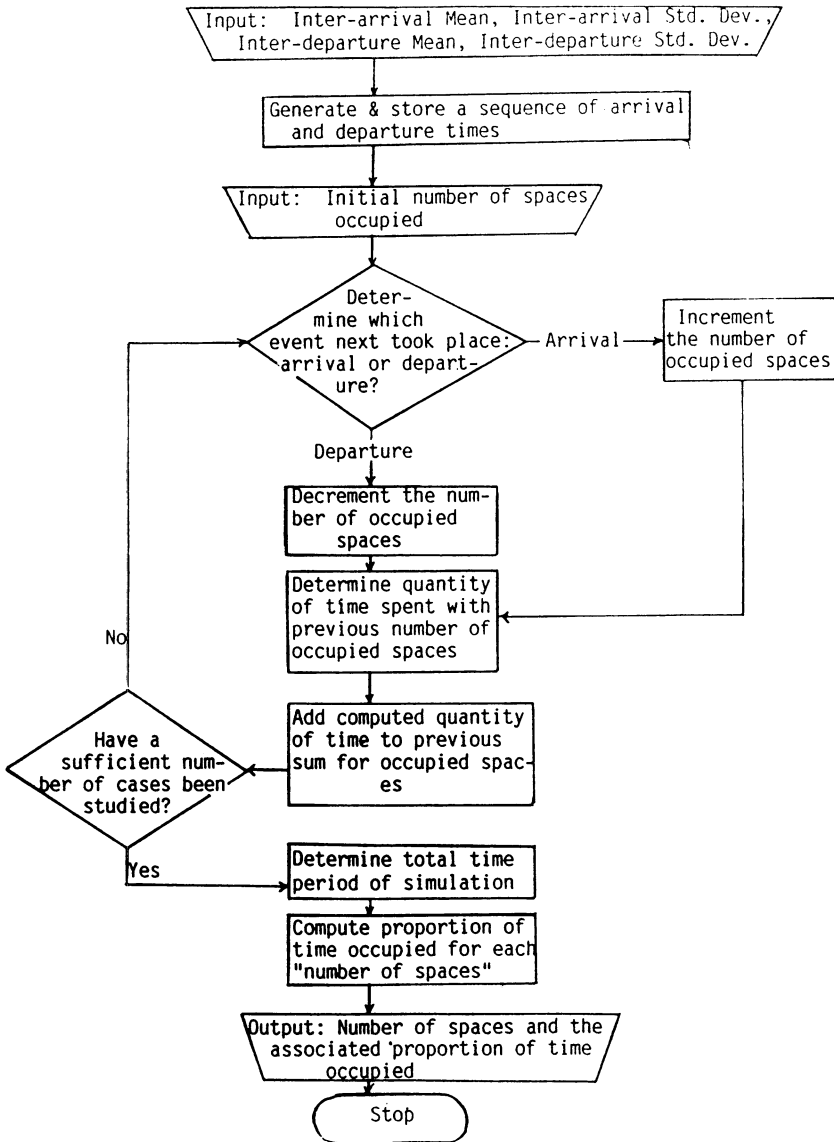 Input: Inter-arrival Mean, Inter-arrival Std. Dev.,
Inter-departure Mean, Inter-departure Std. Dev.
Generate & store a sequence of arrival
and departure times
Input: Initial number of spaces
occupied
Deter-
mine which
event next took place:
arrival or depart-
ure?
Arrival
Increment
the number of
occupied spaces
Departure
Decrement the num-
ber of occupied
spaces
Determine quantity
of time spent with
previous number of
occupied spaces
No
Add computed quantity
of time to previous
sum for occupied spac-
es
Have a
sufficient num-
ber of cases been
studied?
Yes
Determine total time
period of simulation
Compute proportion of
time occupied for each
"number of spaces"
Output: Number of spaces and the
associated proportion of time
occupied
Stop